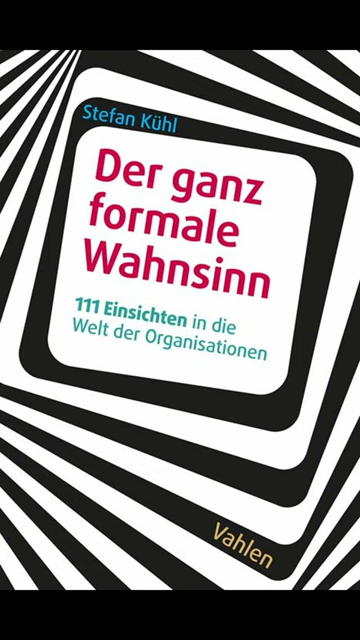 Stefan Kühl
Der ganz
formale
Wahnsinn
111 Einsichten in die
Welt der Organisationen
Vahlen